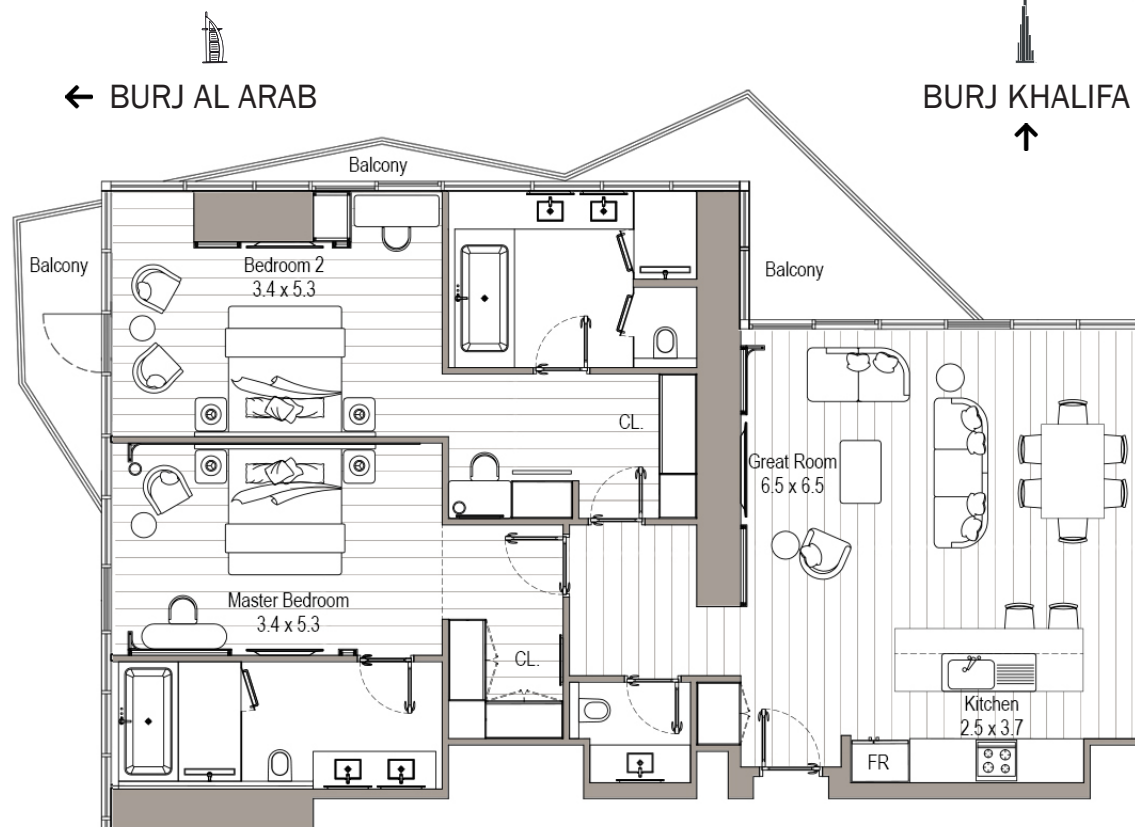 BURJ AL ARAB
BURJ KHALIFA
Balcony
Balcony
Bedroom 2
3.4 x 5.3
Balcony
CL.
Great Room
6.5 x 6.5
Master Bedroom
3.4 x 5.3
CL.
Kitchen
2.5 x 3.7
FR